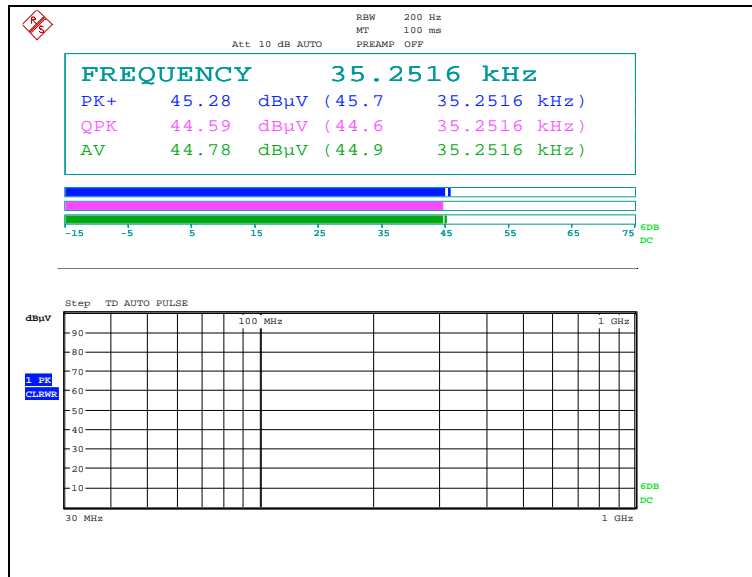 R S
RBW 200 Hz
MT 100 ms
Att 10 dB AUTO PREAMP OFF
FREQUENCY 35.2516 kHz
PK+ 45.28 dBµV (45.7 35.2516 kHz)
QPK 44.59 dBµV (44.6 35.2516 kHz)
AV 44.78 dBµV (44.9 35.2516 kHz)
-15 -5 5 15 25 35 45 55 65 75
6DB
DC
Step TD AUTO PULSE
dBµV
100 MHz 1 GHz
90
80
70
1 PK
CLRWR
60
50
40
30
20
10
6DB
DC
30 MHz 1 GHz